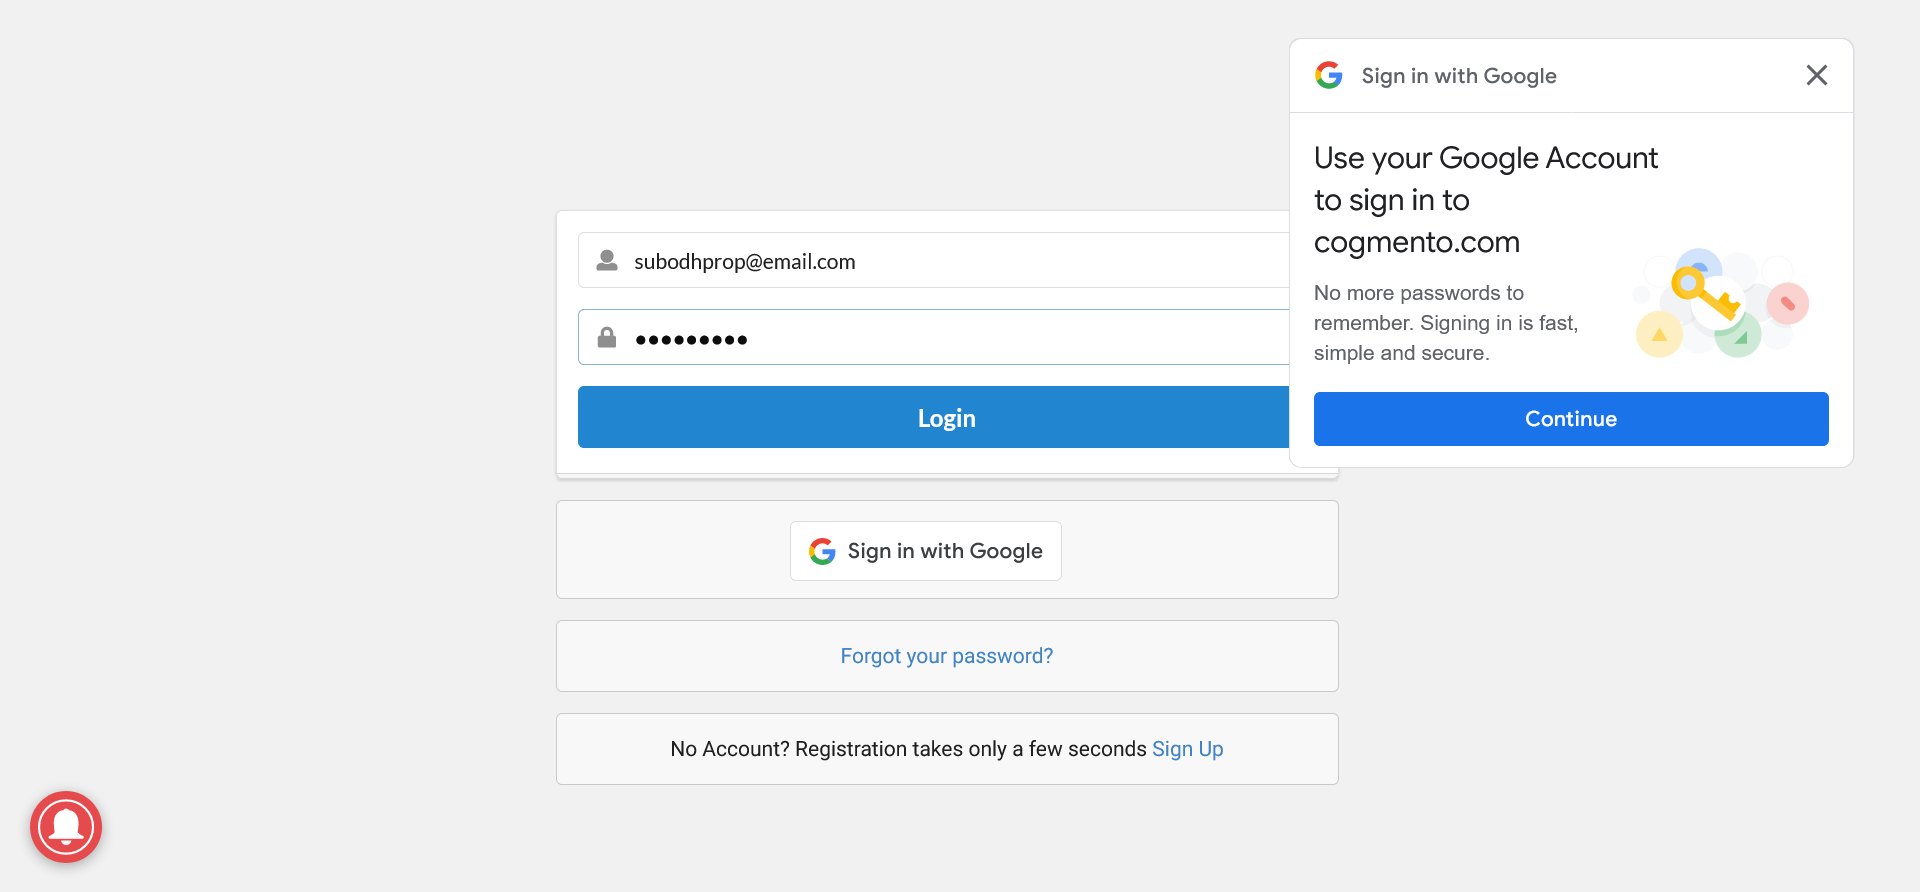 subodhprop@email.com
•••••••••
Login
Sign in with Google
Forgot your password?
No Account? Registration takes only a few seconds Sign Up
Sign in with Google
Use your Google Account
to sign in to
cogmento.com
No more passwords to
remember. Signing in is fast,
simple and secure.
Continue